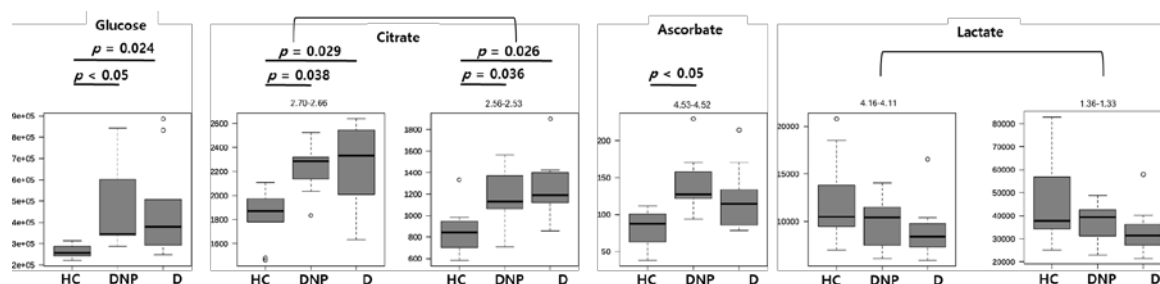 Glucose
p = 0.024
p < 0.05
9e+05
8e+05
7e+05
6e+05
5e+05
4e+05
3e+05
2e+05
HC DNP D
Citrate
p = 0.029
p = 0.038
2.70-2.66
2600
2400
2200
2000
1800
1600
HC DNP D
p = 0.026
p = 0.036
2.56-2.53
1800
1600
1400
1200
1000
800
600
HC DNP D
Ascorbate
p < 0.05
4.53-4.52
200
150
100
50
HC DNP D
Lactate
4.16-4.11
20000
15000
10000
HC DNP D
1.36-1.33
80000
70000
60000
50000
40000
30000
20000
HC DNP D